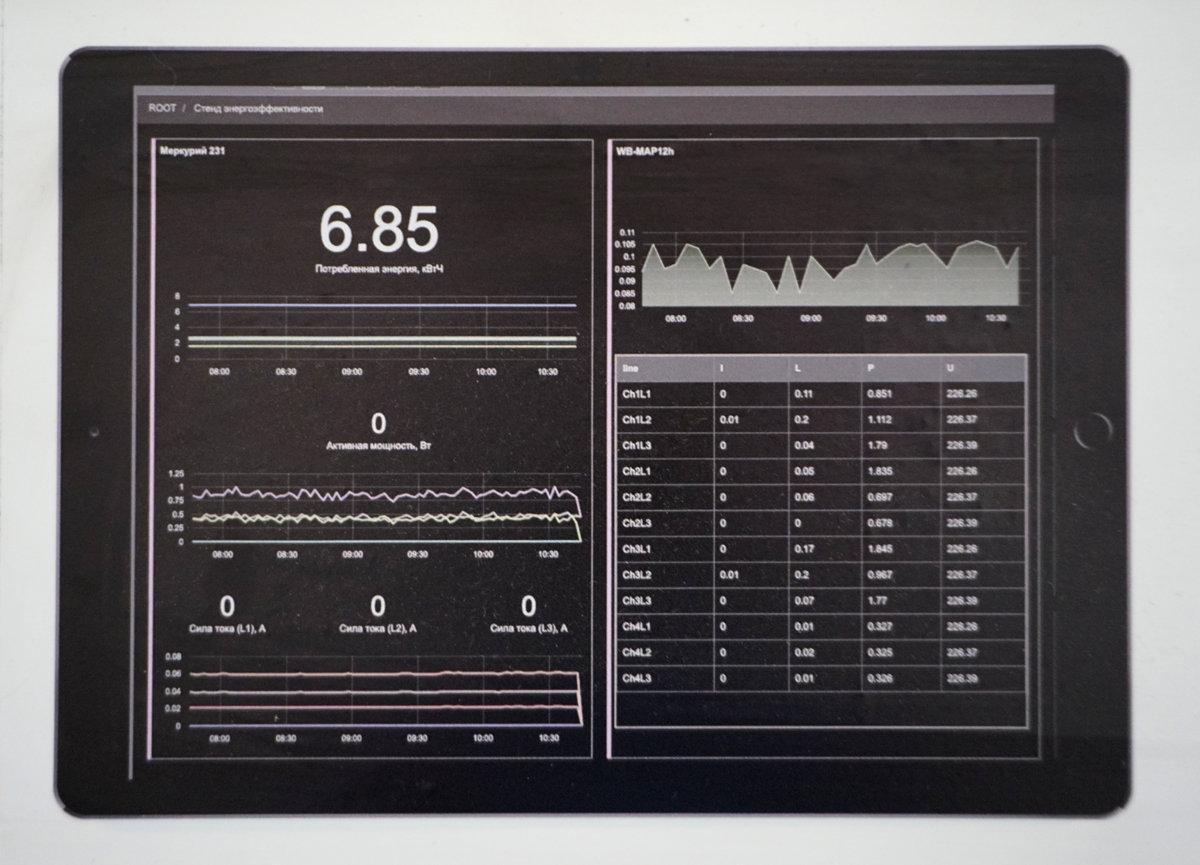 ROOT / Стенд энергоэффективности
Меркурий 231
6.85
Потребленная энергия, кВтЧ
8
6
4
2
0
08:00 08:30 09:00 09:30 10:00 10:30
0
Активная мощность, Вт
1.25
1
0.75
0.5
0.25
0
08:00 08:30 09:00 09:30 10:00 10:30
0 0 0
Сила тока (L1), А Сила тока (L2), А Сила тока (L3), А
0.08
0.06
0.04
0.02
0
08:00 08:30 09:00 09:30 10:00 10:30
WB-MAP12h
0.11
0.105
0.1
0.095
0.09
0.085
0.08
08:00 08:30 09:00 09:30 10:00 10:30
line I L P U
Ch1L1 0 0.11 0.851 226.26
Ch1L2 0.01 0.2 1.112 226.37
Ch1L3 0 0.04 1.79 226.39
Ch2L1 0 0.05 1.835 226.26
Ch2L2 0 0.06 0.697 226.37
Ch2L3 0 0 0.678 226.39
Ch3L1 0 0.17 1.845 226.26
Ch3L2 0.01 0.2 0.967 226.37
Ch3L3 0 0.07 1.77 226.39
Ch4L1 0 0.01 0.327 226.26
Ch4L2 0 0.02 0.325 226.37
Ch4L3 0 0.01 0.326 226.39